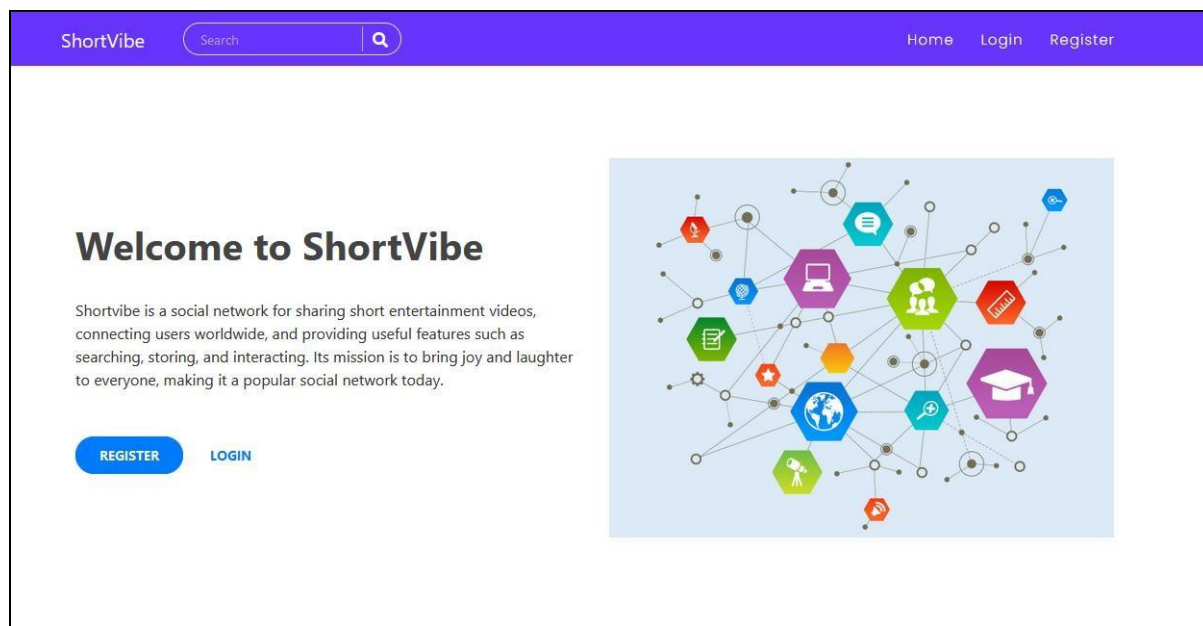 ShortVibe
Search
Home Login Register
Welcome to ShortVibe
Shortvibe is a social network for sharing short entertainment videos,
connecting users worldwide, and providing useful features such as
searching, storing, and interacting. Its mission is to bring joy and laughter
to everyone, making it a popular social network today.
REGISTER LOGIN